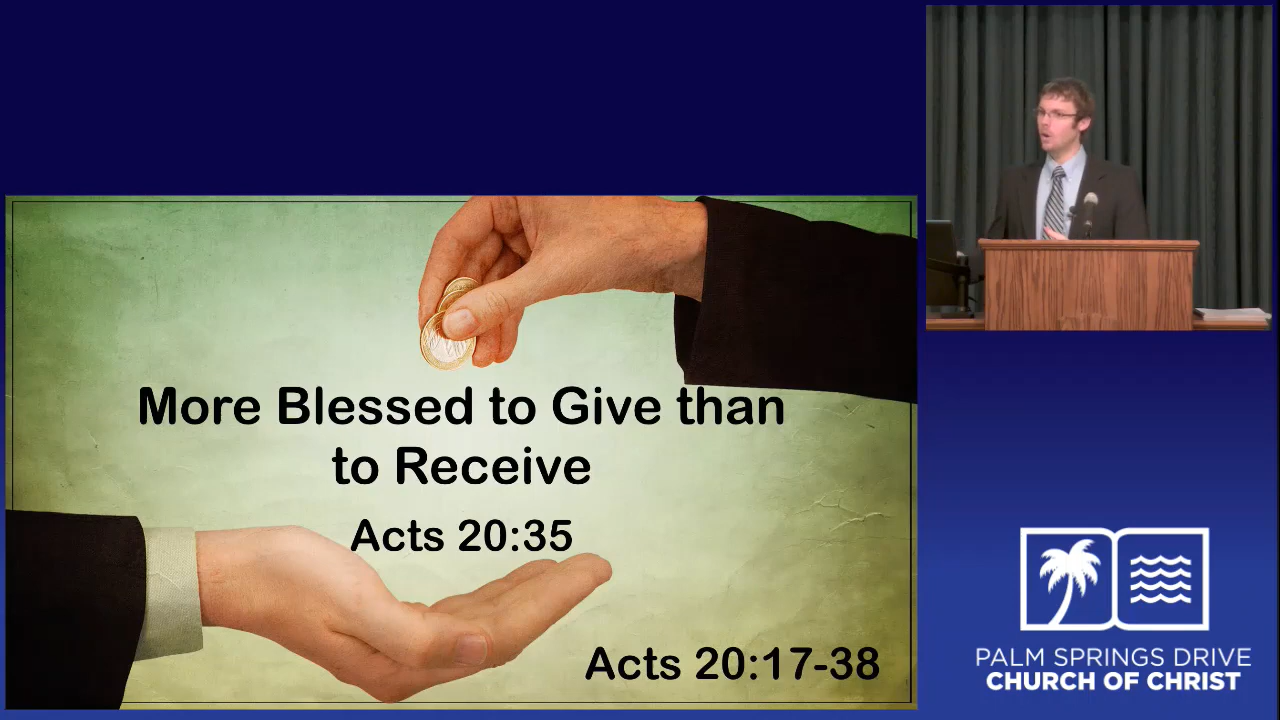 More Blessed to Give than
to Receive
Acts 20:35
Acts 20:17-38
PALM SPRINGS DRIVE
CHURCH OF CHRIST